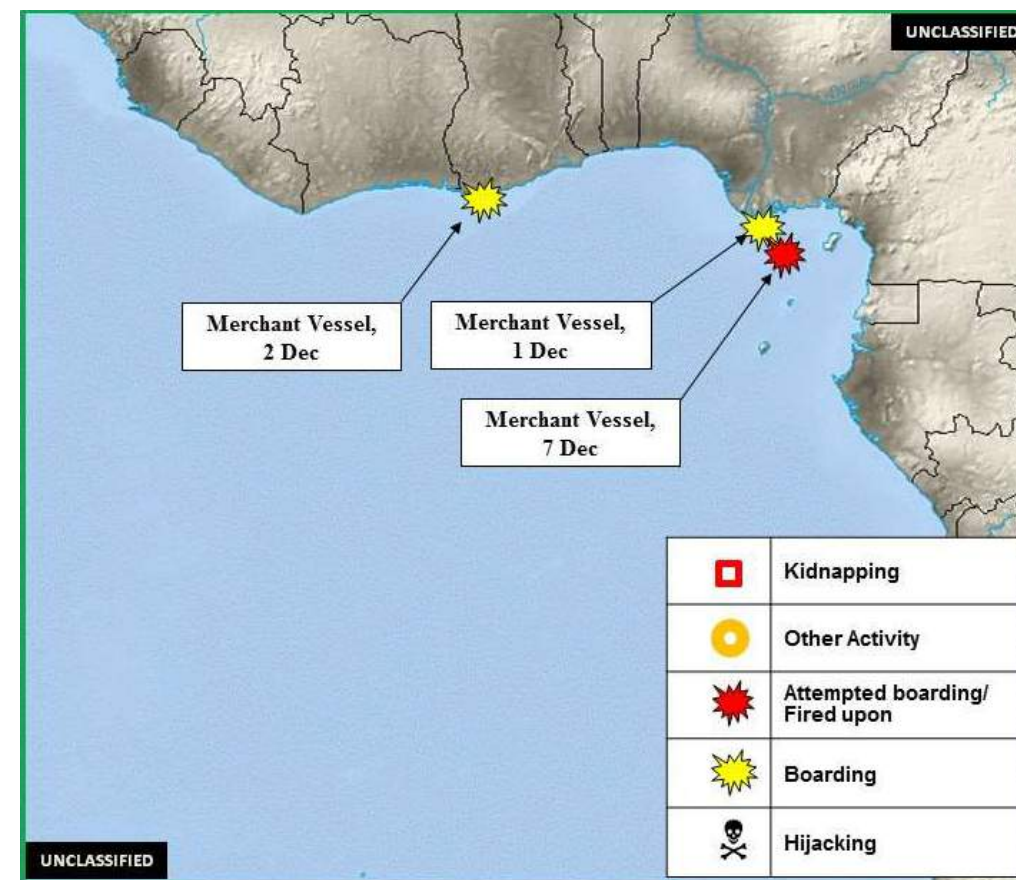 UNCLASSIFIED
Merchant Vessel,
2 Dec
Merchant Vessel,
1 Dec
Merchant Vessel,
7 Dec
Kidnapping
Other Activity
Attempted boarding/
Fired upon
Boarding
Hijacking
UNCLASSIFIED